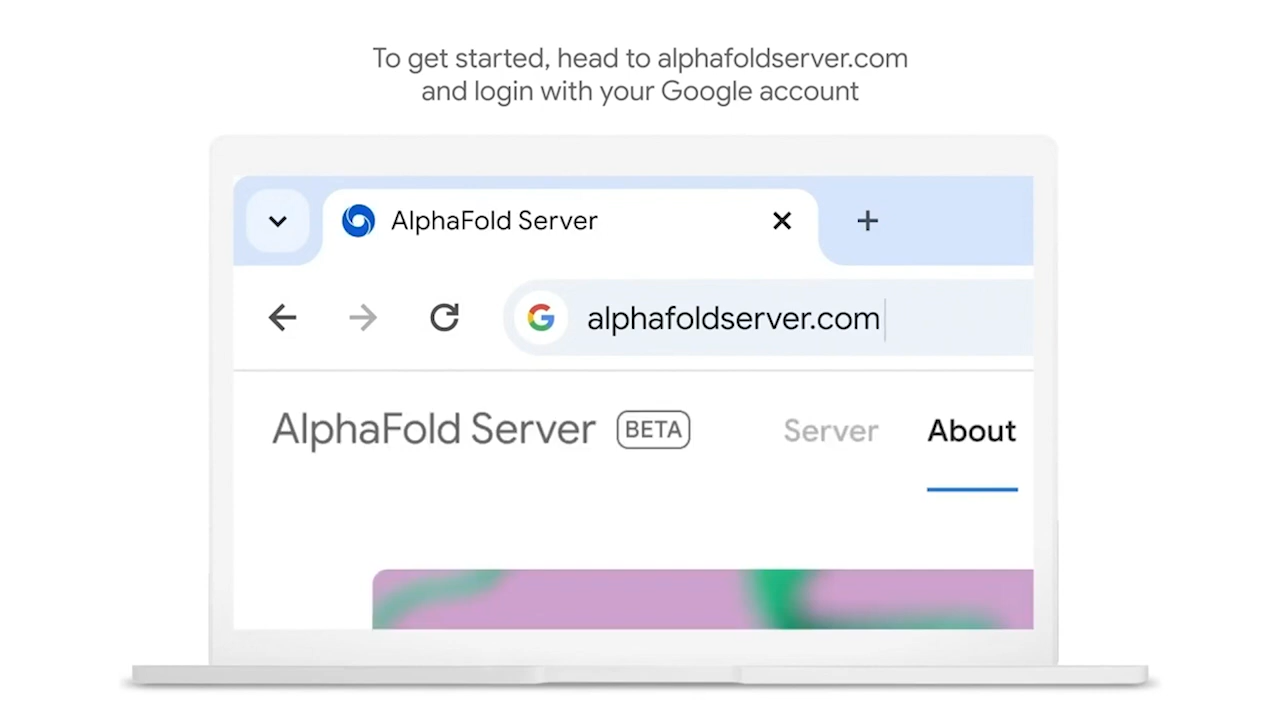 To get started, head to alphafoldserver.com
and login with your Google account
AlphaFold Server
alphafoldserver.com
AlphaFold Server BETA Server About